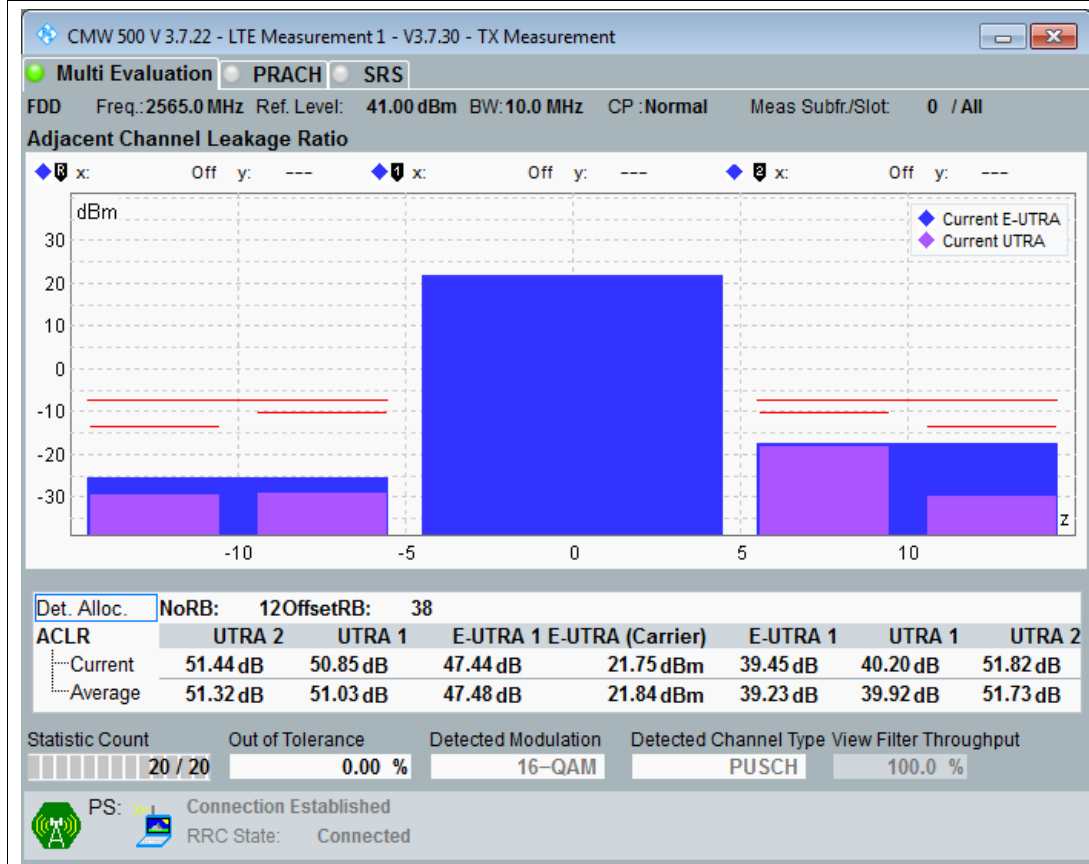 CMW 500 V 3.7.22 - LTE Measurement 1 - V3.7.30 - TX Measurement
Multi Evaluation PRACH SRS
FDD Freq.: 2565.0 MHz Ref. Level: 41.00 dBm BW: 10.0 MHz CP : Normal Meas Subfr./Slot: 0 / All
Adjacent Channel Leakage Ratio
R x: Off y: --- 1 x: Off y: --- 2 x: Off y: ---
dBm
Current E-UTRA
Current UTRA
30
20
10
0
-10
-20
-30
z
-10 -5 0 5 10
Det. Alloc. NoRB: 12 OffsetRB: 38
ACLR UTRA 2 UTRA 1 E-UTRA 1 E-UTRA (Carrier) E-UTRA 1 UTRA 1 UTRA 2
Current 51.44 dB 50.85 dB 47.44 dB 21.75 dBm 39.45 dB 40.20 dB 51.82 dB
Average 51.32 dB 51.03 dB 47.48 dB 21.84 dBm 39.23 dB 39.92 dB 51.73 dB
Statistic Count Out of Tolerance Detected Modulation Detected Channel Type View Filter Throughput
20 / 20 0.00 % 16-QAM PUSCH 100.0 %
PS: Connection Established
RRC State: Connected